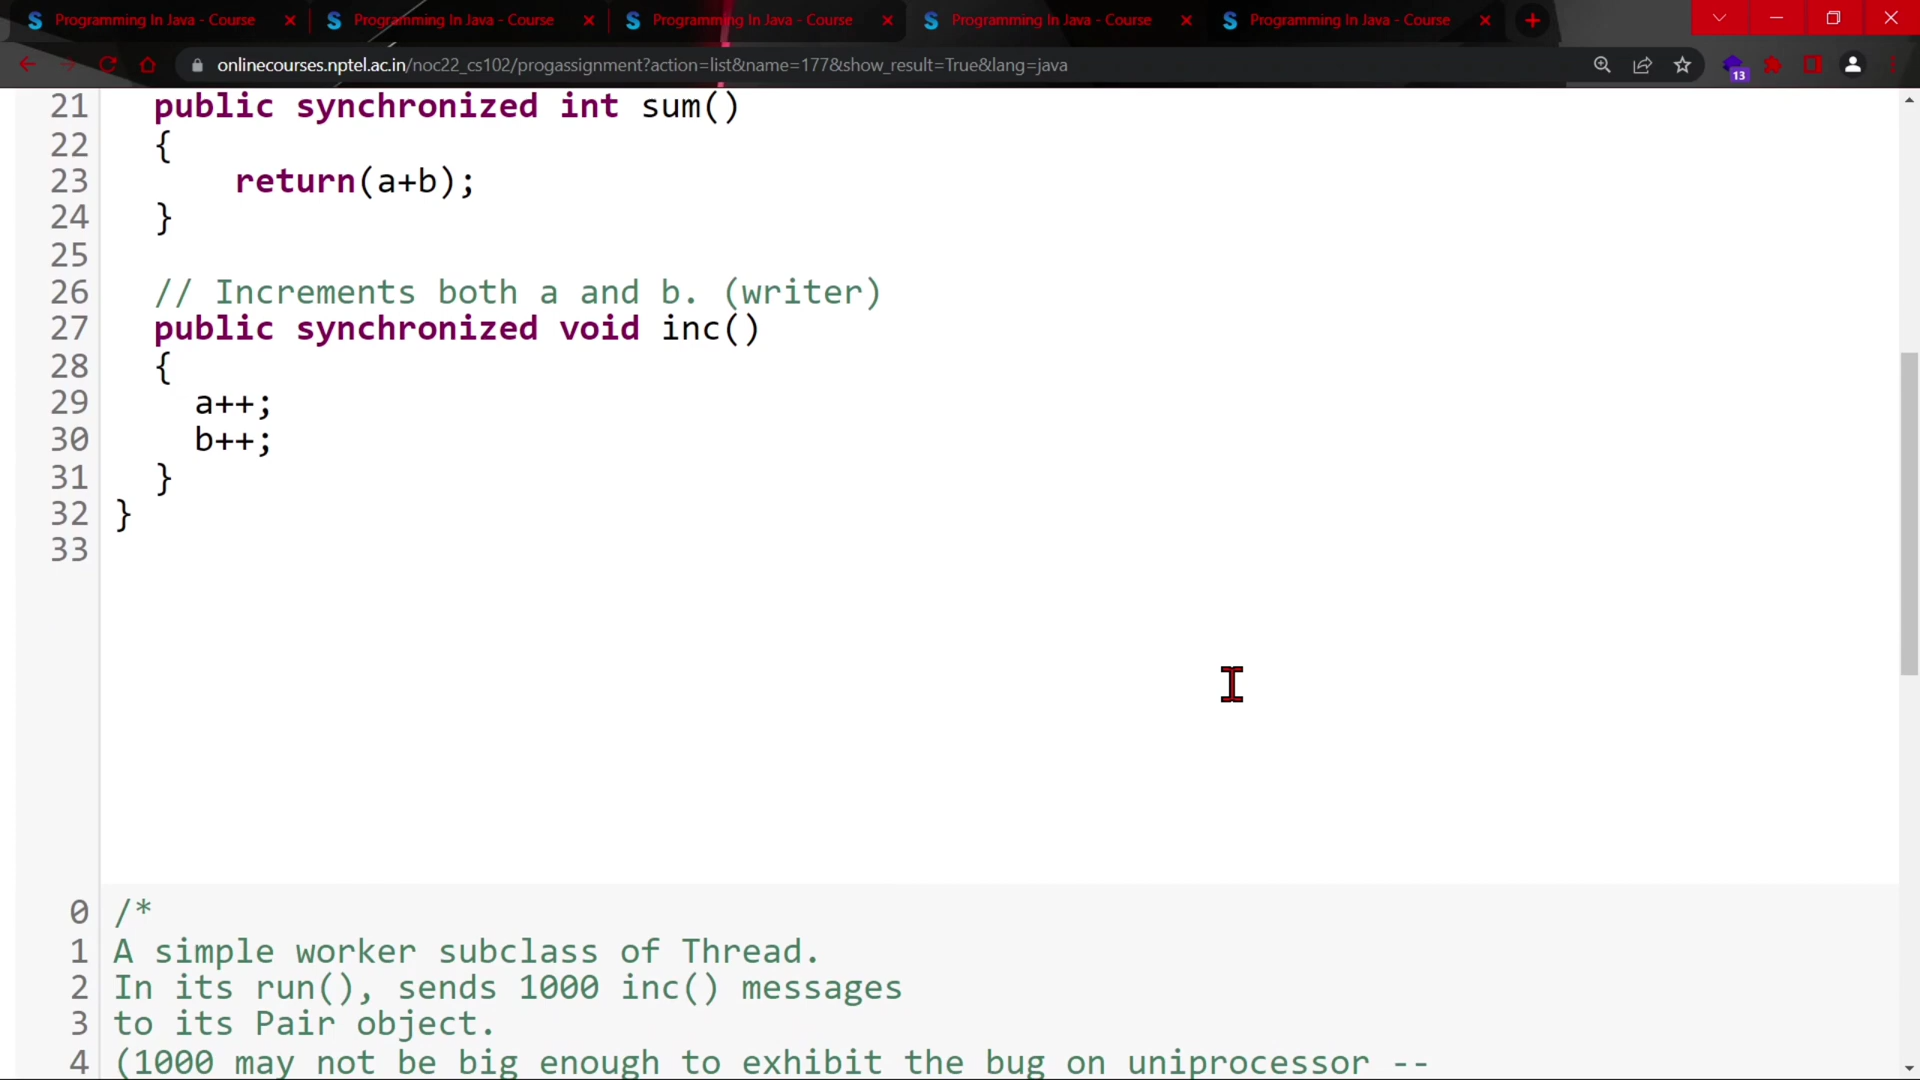 Programming In Java - Course
Programming In Java - Course
Programming In Java - Course
Programming In Java - Course
Programming In Java - Course
onlinecourses.nptel.ac.in/noc22_cs102/progassignment?action=list&name=177&show_result=True&lang=java
13
21 public synchronized int sum()
22 {
23 return(a+b);
24 }
25
26 // Increments both a and b. (writer)
27 public synchronized void inc()
28 {
29 a++;
30 b++;
31 }
32 }
33
0 /*
1 A simple worker subclass of Thread.
2 In its run(), sends 1000 inc() messages
3 to its Pair object.
4 (1000 may not be big enough to exhibit the bug on uniprocessor --